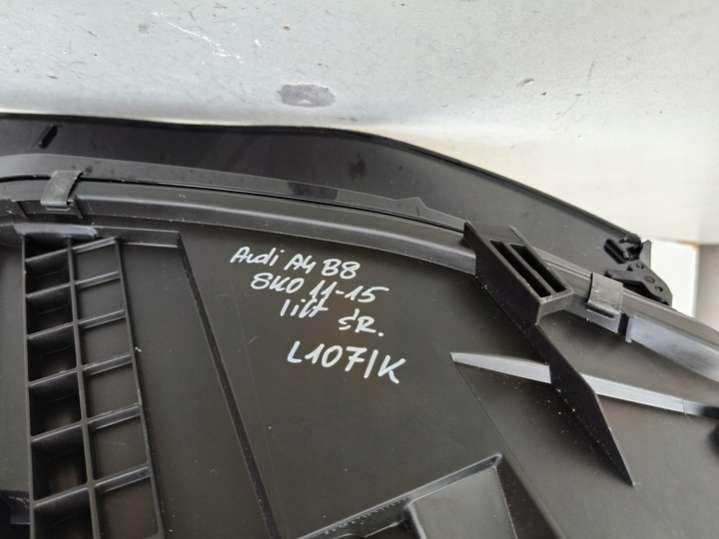 Audi A4 B8
8K0 11-15
lift śR.
L107/K